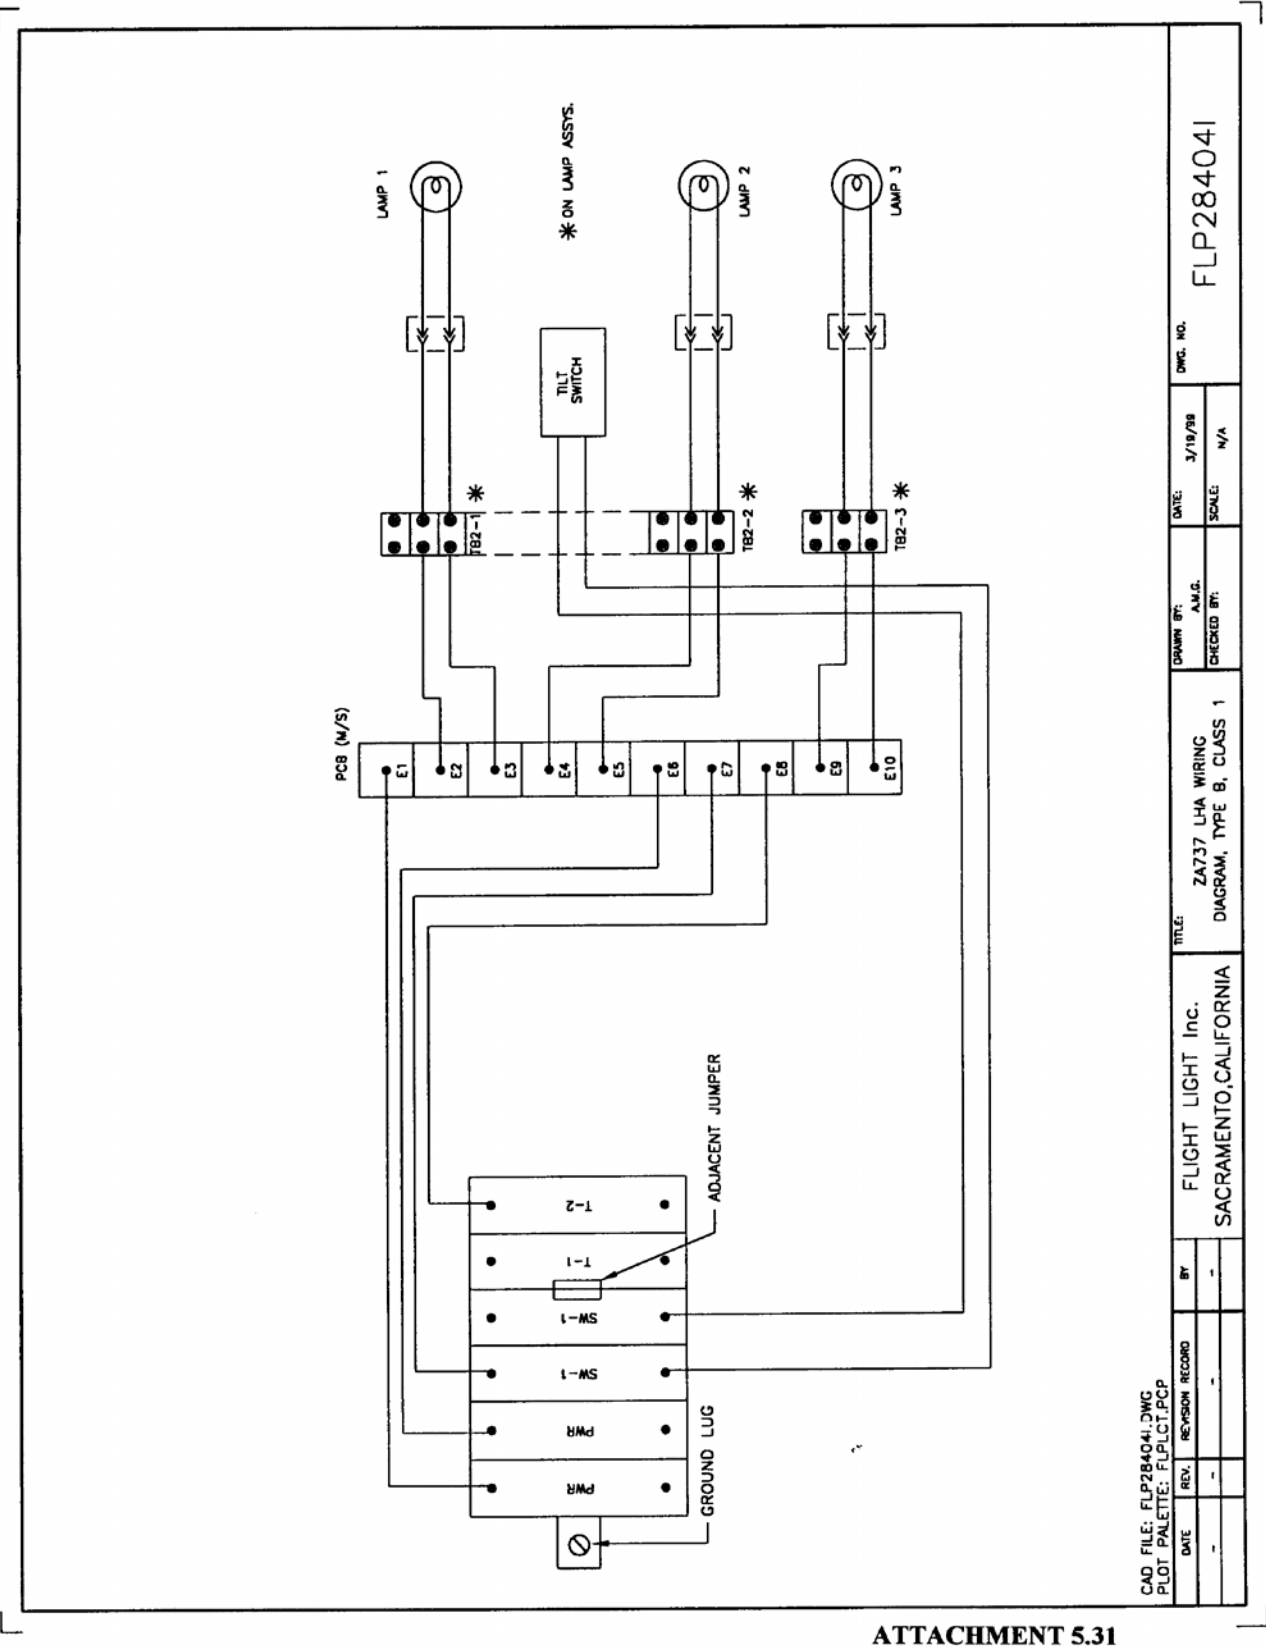 LAMP 1
✳ ON LAMP ASSYS.
LAMP 2
LAMP 3
TILT
SWITCH
TB2-1 ✳
TB2-2 ✳
TB2-3 ✳
PCB (M/S)
E1
E2
E3
E4
E5
E6
E7
E8
E9
E10
ADJACENT JUMPER
T-2
T-1
SW-1
SW-1
PWR
PWR
GROUND LUG
CAD FILE: FLP28404I.DWG
PLOT PALETTE: FLPLCT.PCP
DATE
REV.
REVISION RECORD
BY
-
-
-
-
FLIGHT LIGHT Inc.
SACRAMENTO,CALIFORNIA
TITLE:
ZA737 LHA WIRING
DIAGRAM, TYPE B, CLASS 1
DRAWN BY:
A.M.G.
CHECKED BY:
DATE:
3/19/99
SCALE:
N/A
DWG. NO.
FLP28404I
ATTACHMENT 5.31